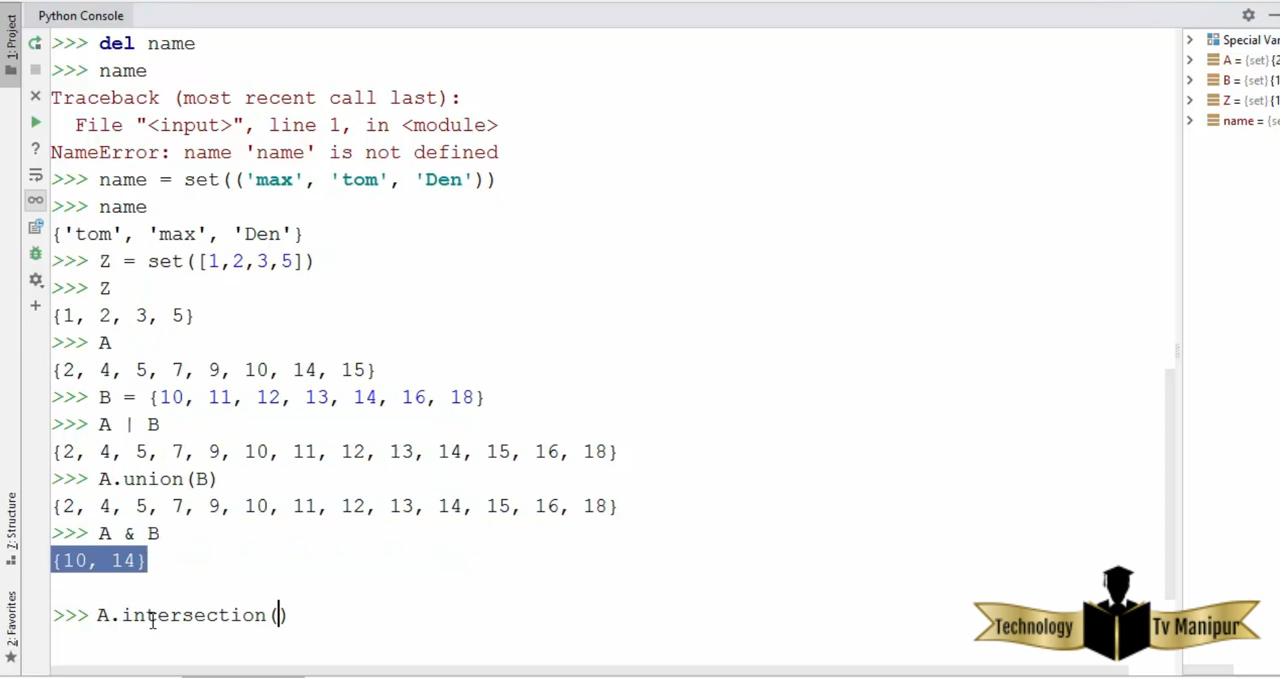 Python Console
1: Project
>>> del name
>>> name
Traceback (most recent call last):
File "<input>", line 1, in <module>
NameError: name 'name' is not defined
>>> name = set(('max', 'tom', 'Den'))
>>> name
{'tom', 'max', 'Den'}
>>> Z = set([1,2,3,5])
>>> Z
{1, 2, 3, 5}
>>> A
{2, 4, 5, 7, 9, 10, 14, 15}
>>> B = {10, 11, 12, 13, 14, 16, 18}
>>> A | B
{2, 4, 5, 7, 9, 10, 11, 12, 13, 14, 15, 16, 18}
>>> A.union(B)
{2, 4, 5, 7, 9, 10, 11, 12, 13, 14, 15, 16, 18}
>>> A & B
{10, 14}
>>> A.intersection()
Special Var
A = {set} {2
B = {set} {1
Z = {set} {1
name = {se
7: Structure
2: Favorites
Technology Tv Manipur